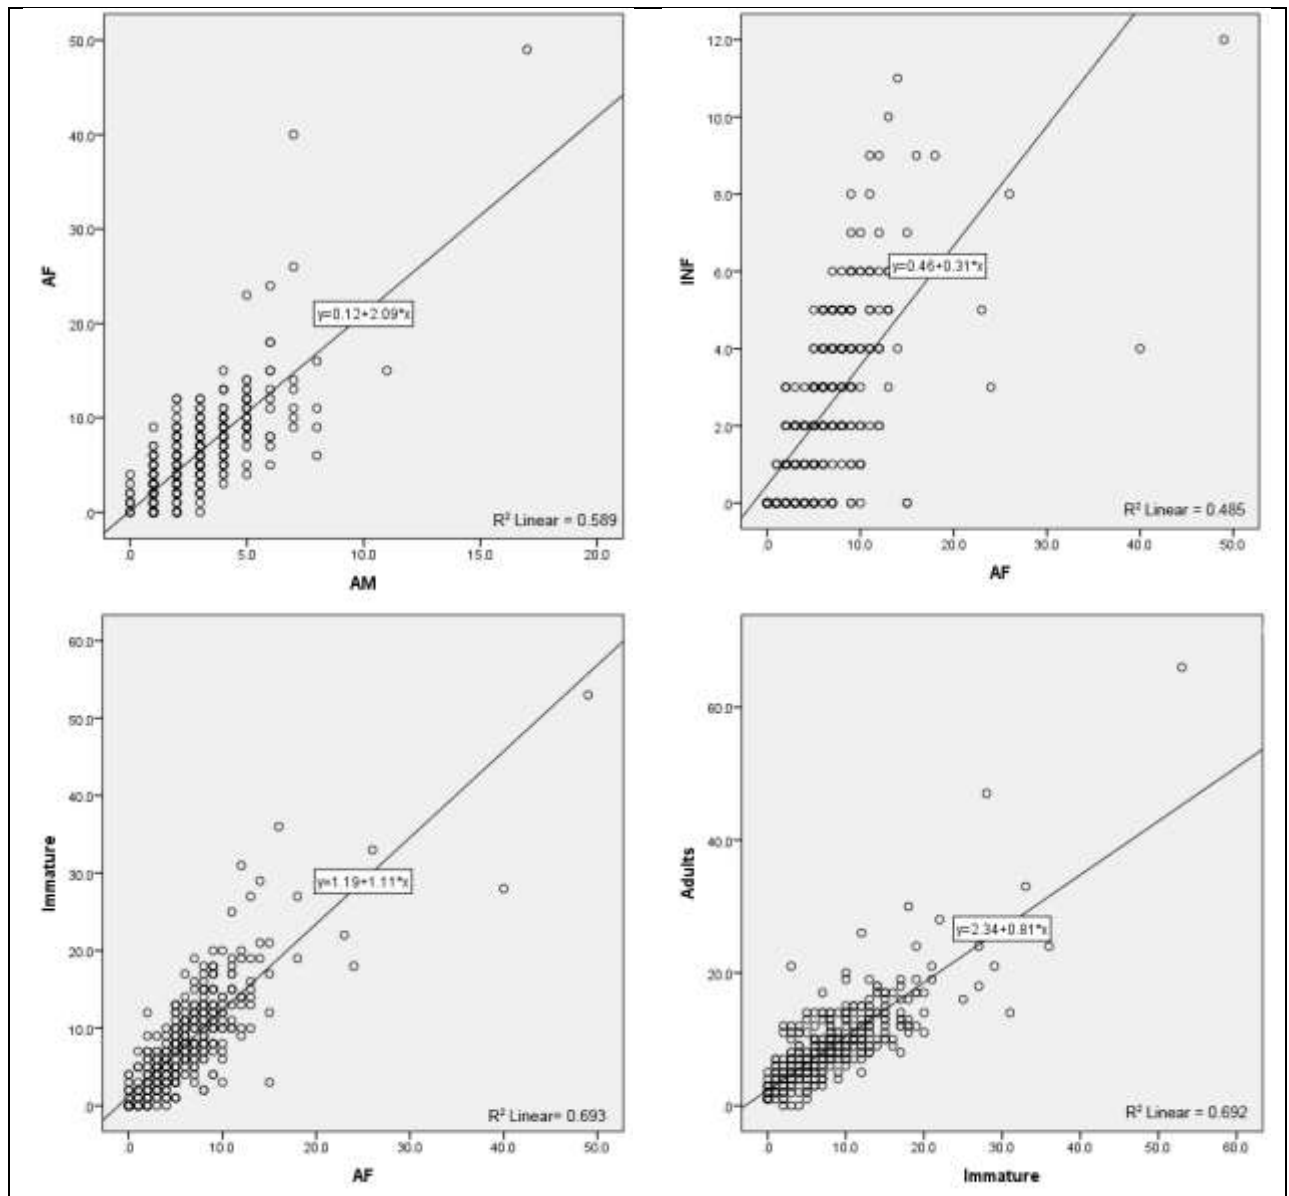 50.0
40.0
30.0
20.0
10.0
.0
AF
y=0.12+2.09*x
R² Linear = 0.589
.0 5.0 10.0 15.0 20.0
AM
12.0
10.0
8.0
6.0
4.0
2.0
.0
INF
y=0.46+0.31*x
R² Linear = 0.485
.0 10.0 20.0 30.0 40.0 50.0
AF
60.0
50.0
40.0
30.0
20.0
10.0
.0
Immature
y=1.19+1.11*x
R² Linear= 0.693
.0 10.0 20.0 30.0 40.0 50.0
AF
60.0
40.0
20.0
.0
Adults
y=2.34+0.81*x
R² Linear = 0.692
.0 10.0 20.0 30.0 40.0 50.0 60.0
Immature